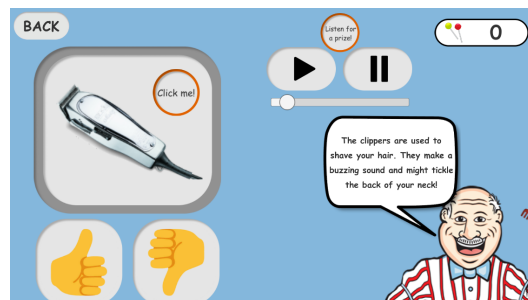 BACK
Listen for
a prize!
0
Click me!
The clippers are used to
shave your hair. They make a
buzzing sound and might tickle
the back of your neck!